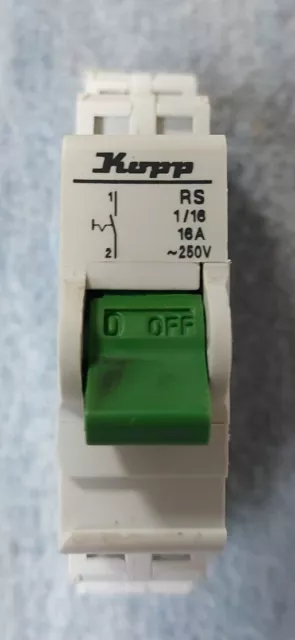 Kopp
1 RS
1/16
16A
2 ~250V
0 OFF